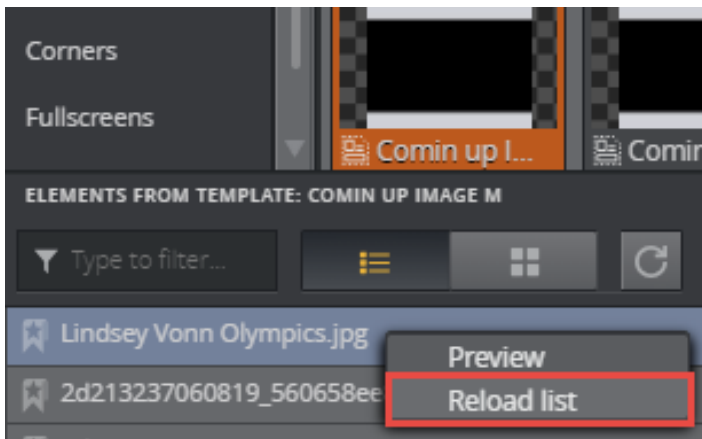 Corners
Fullscreens
Comin up I...
Comin
ELEMENTS FROM TEMPLATE: COMIN UP IMAGE M
Type to filter...
Lindsey Vonn Olympics.jpg
Preview
2d213237060819_560658ee
Reload list